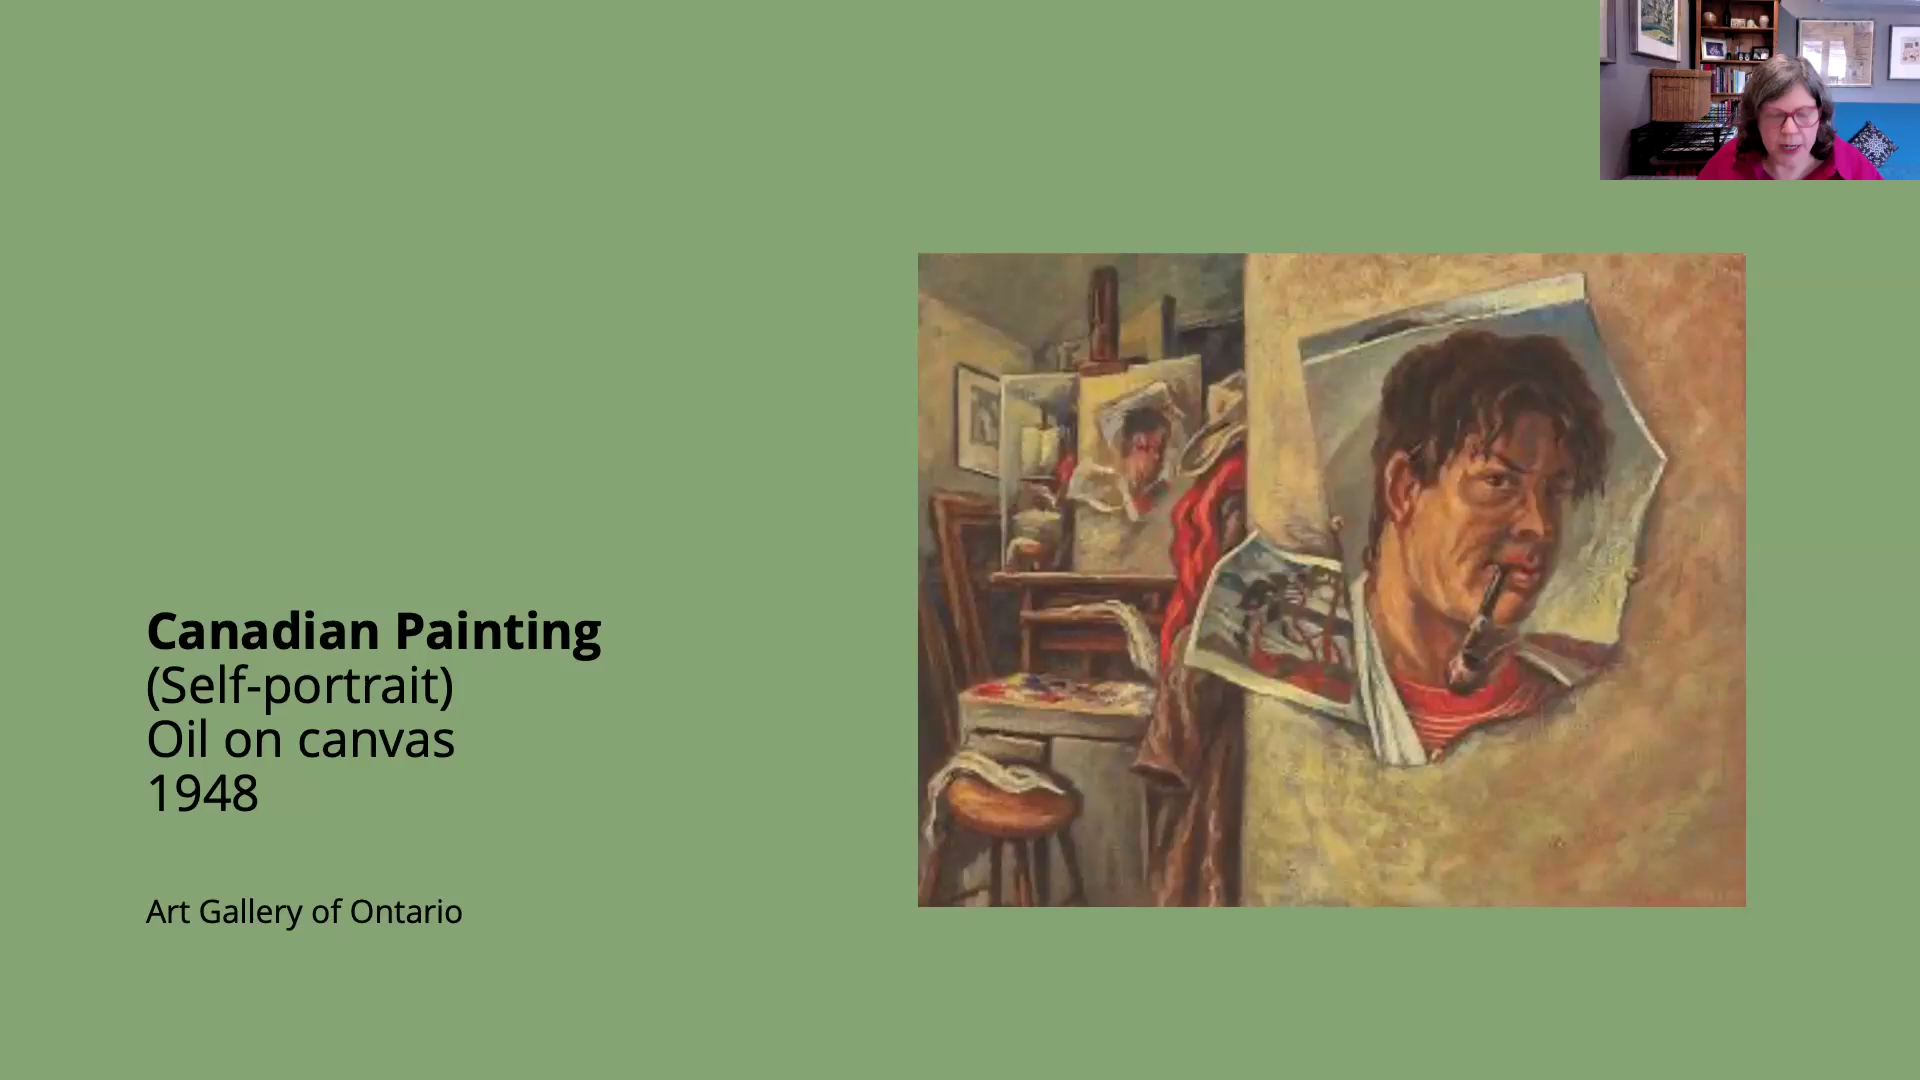 Canadian Painting
(Self-portrait)
Oil on canvas
1948
Art Gallery of Ontario